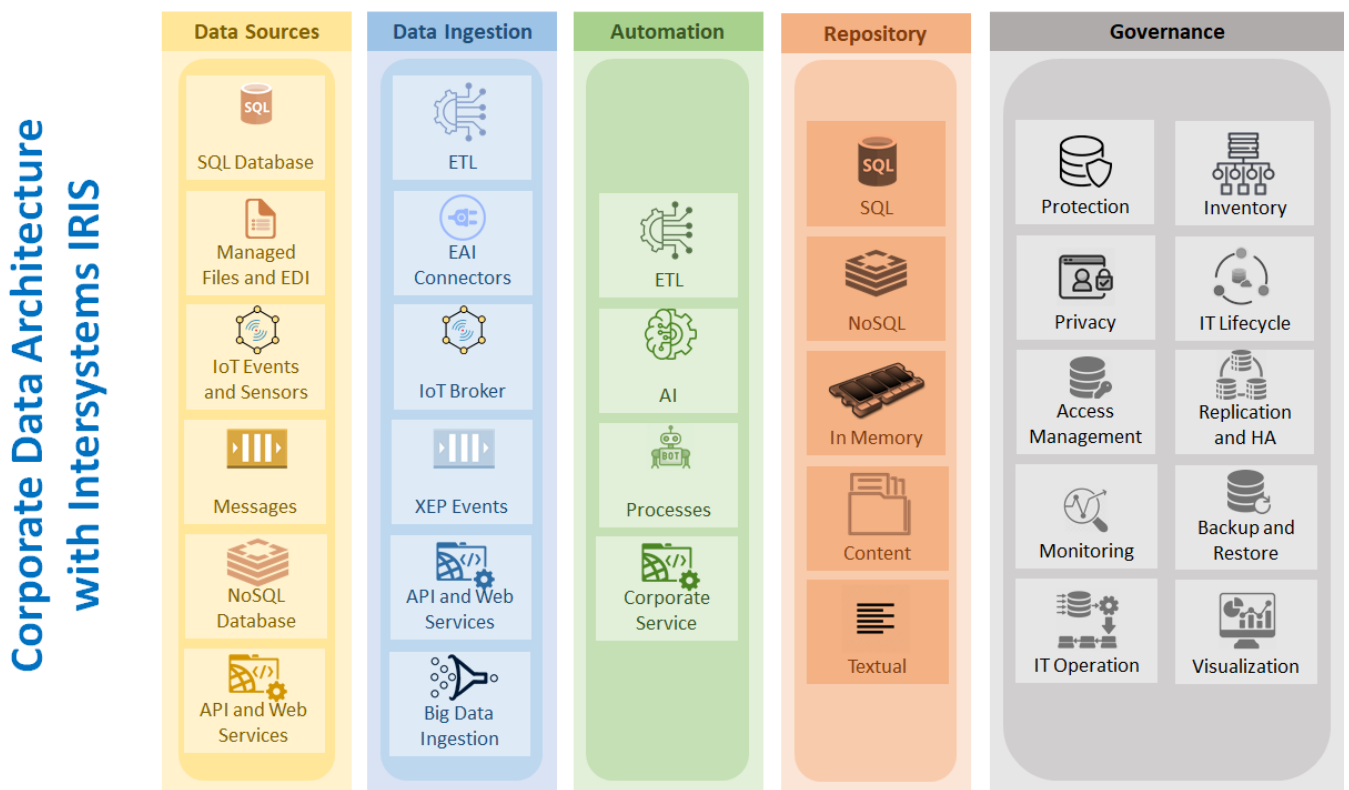 Corporate Data Architecture
with Intersystems IRIS
Data Sources
SQL
SQL Database
Managed
Files and EDI
IoT Events
and Sensors
Messages
NoSQL
Database
</>
API and Web
Services
Data Ingestion
ETL
EAI
Connectors
IoT Broker
XEP Events
</>
API and Web
Services
Big Data
Ingestion
Automation
ETL
AI
BOT
Processes
</>
Corporate
Service
Repository
SQL
SQL
NoSQL
In Memory
Content
Textual
Governance
Protection
Inventory
Privacy
IT Lifecycle
Access
Management
Replication
and HA
Monitoring
Backup and
Restore
IT Operation
Visualization